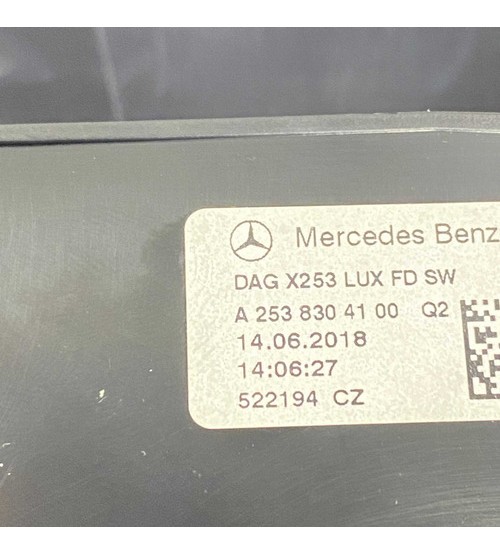 Mercedes Benz
DAG X253 LUX FD SW
A 253 830 41 00 Q2
14.06.2018
14:06:27
522194 CZ